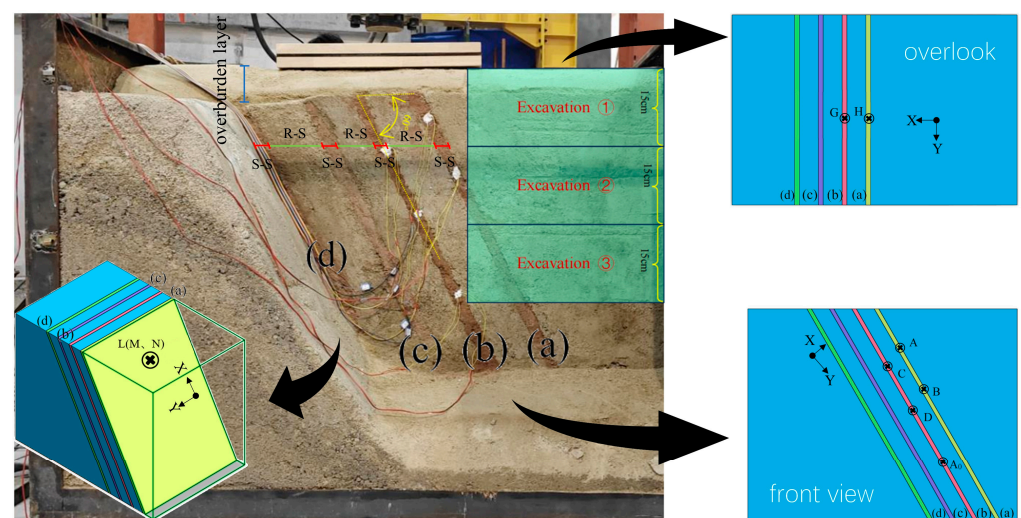 overburden layer
R-S
R-S
R-S
S-S
S-S
S-S
S-S
Excavation ①
Excavation ②
Excavation ③
15cm
15cm
15cm
(d)
(c)
(b)
(a)
(c)
(a)
(d)
(b)
L(M、N)
X
Y
overlook
G
H
X
Y
(d)
(c)
(b)
(a)
X
Y
A
C
B
D
A₀
front view
(d)
(c)
(b)
(a)